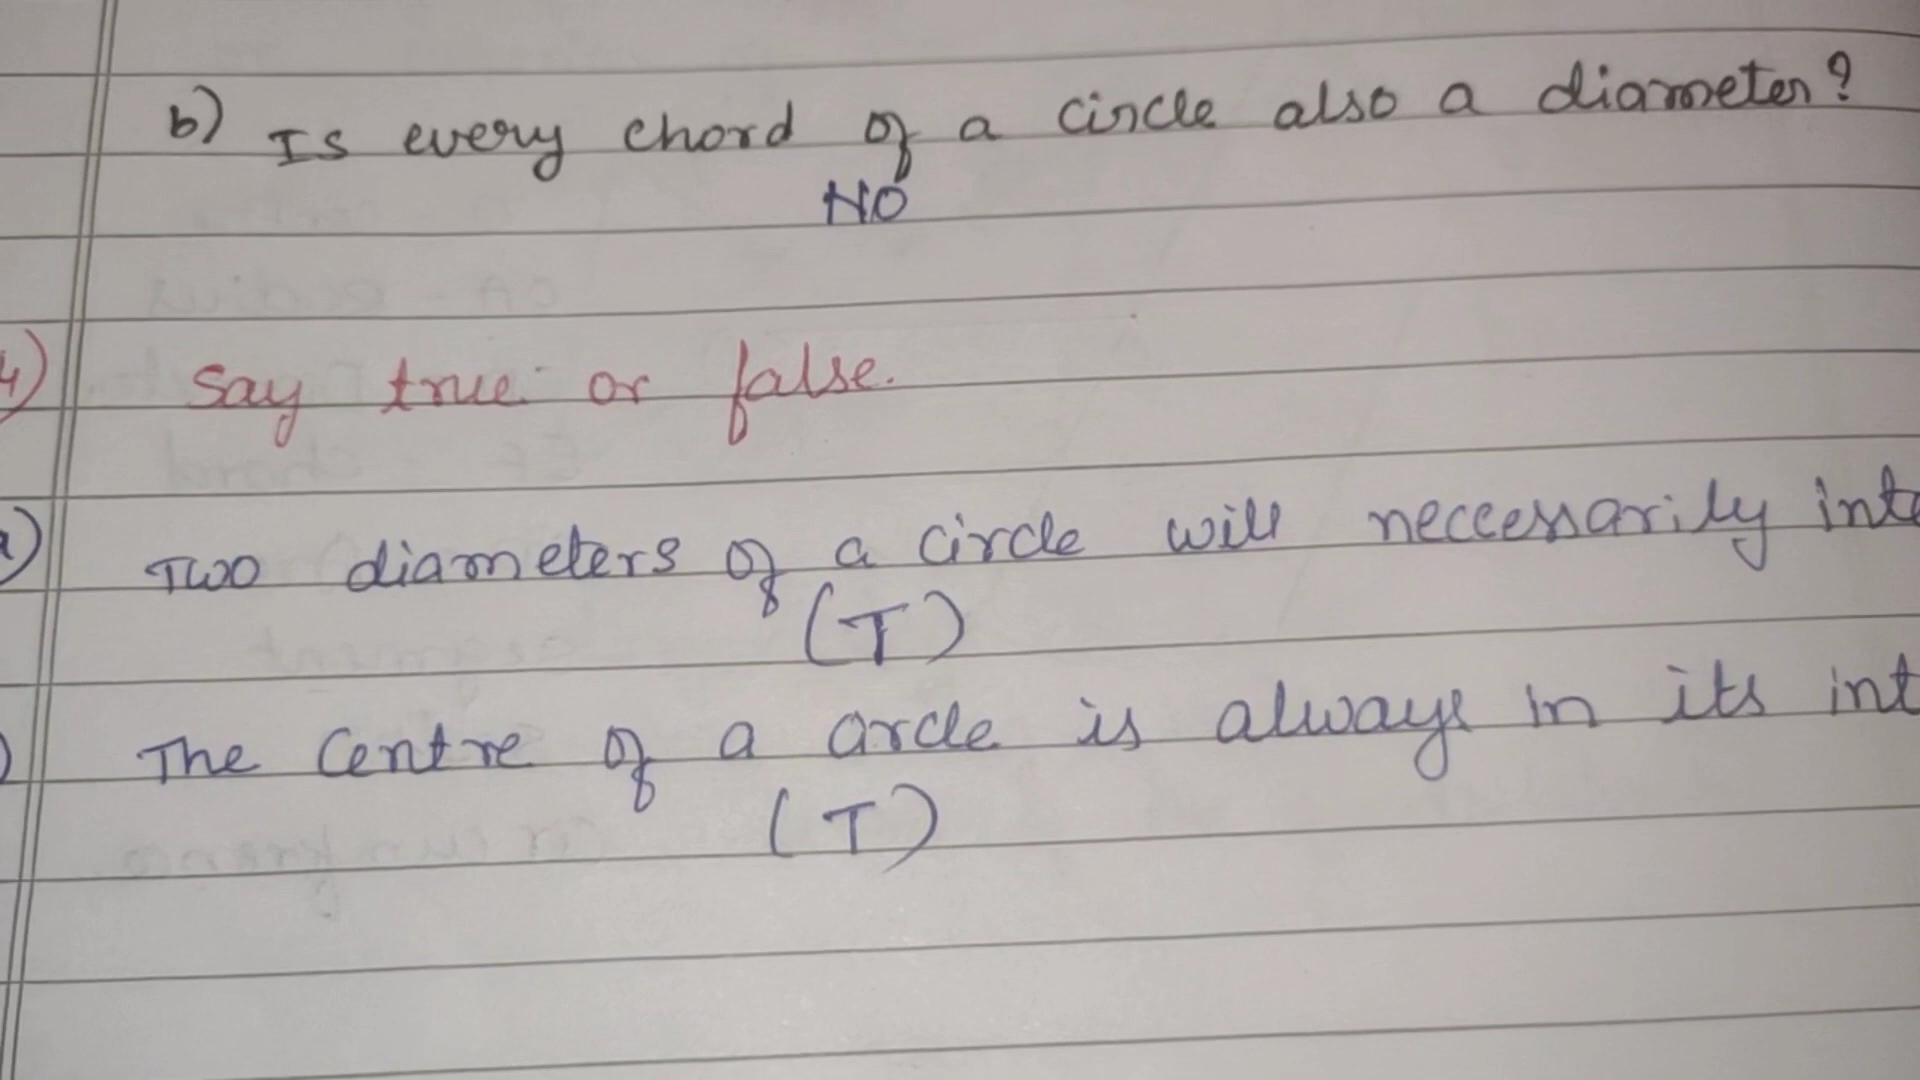 b) Is every chord of a circle also a diameter?
NO
4) Say true or false.
a) Two diameters of a circle will neccessarily inte
(T)
) The Centre of a circle is always in its int
(T)